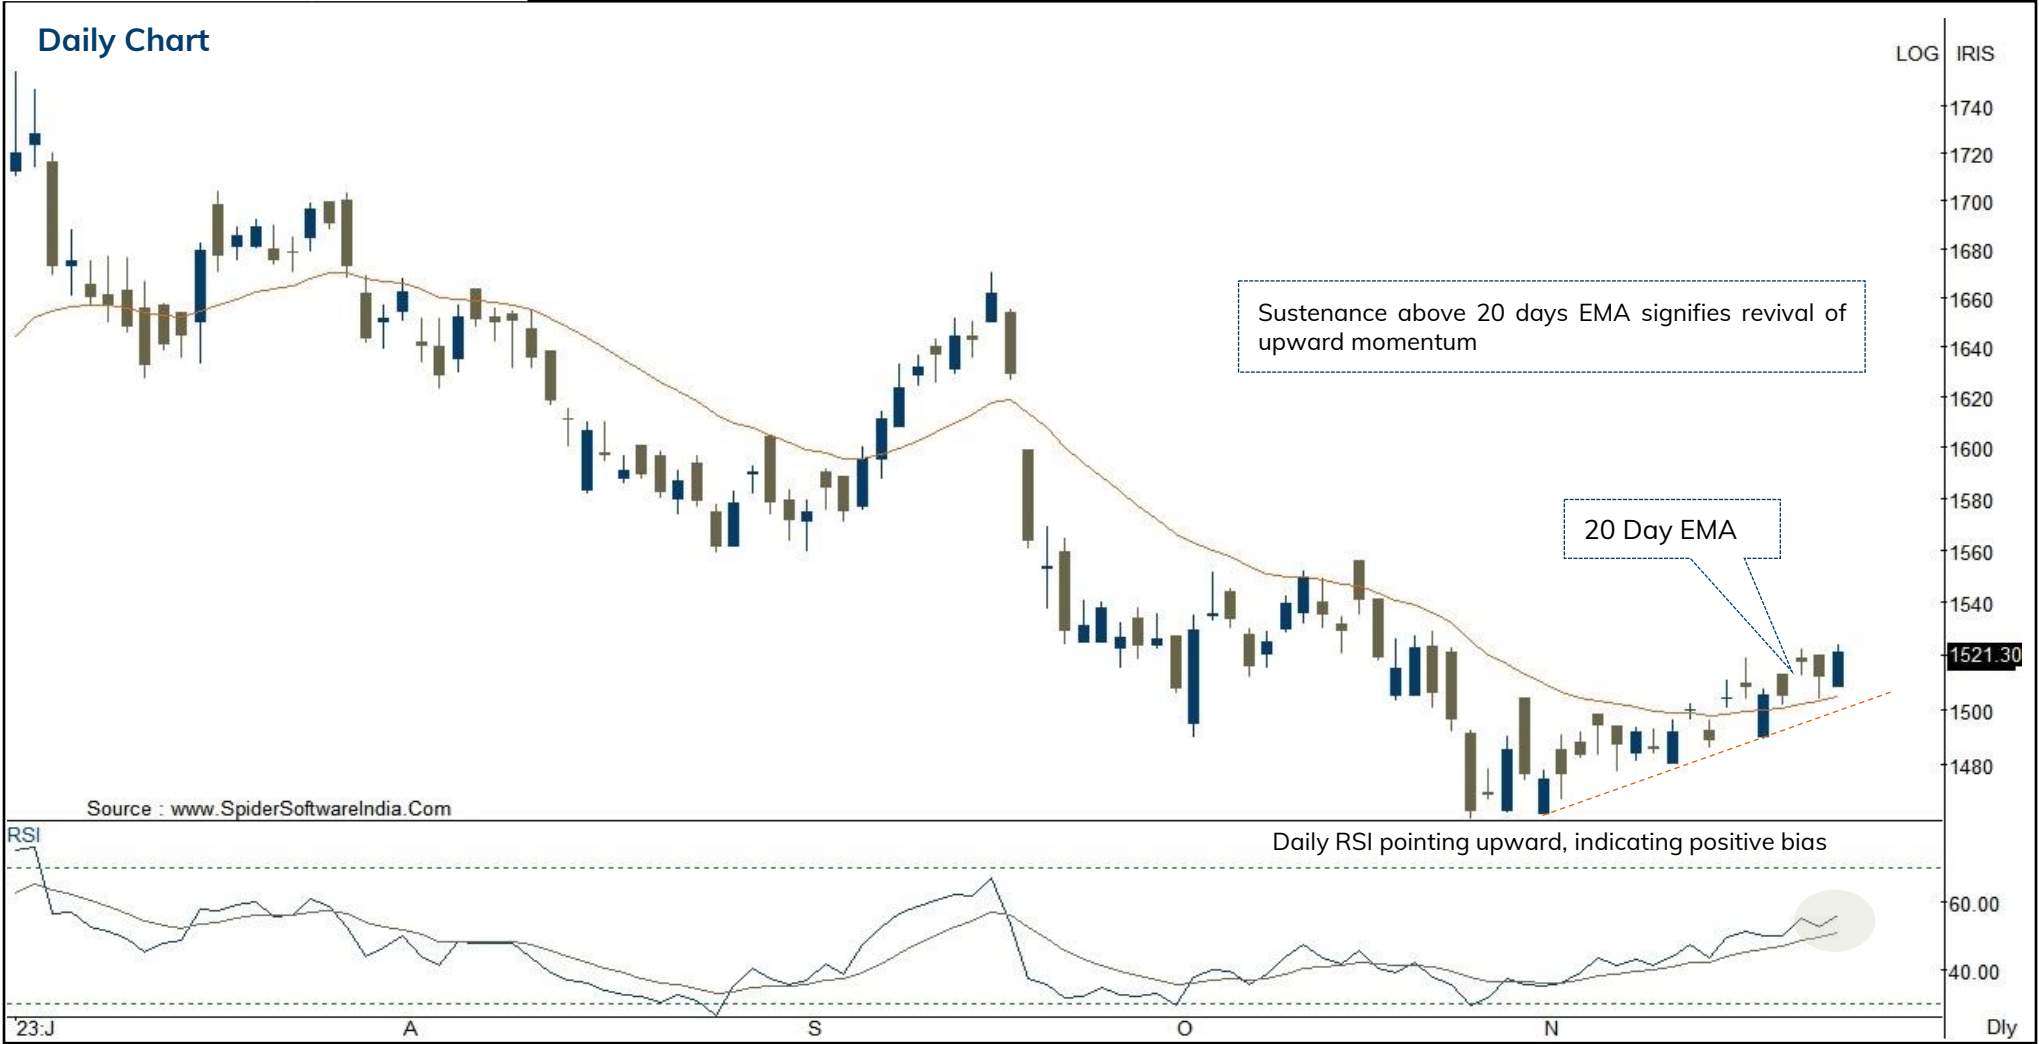 Daily Chart
LOG IRIS
1740
1720
1700
1680
1660
Sustenance above 20 days EMA signifies revival of
upward momentum
1640
1620
1600
1580
20 Day EMA
1560
1540
1521.30
1500
1480
Source : www.SpiderSoftwareIndia.Com
RSI
Daily RSI pointing upward, indicating positive bias
60.00
40.00
'23:J A S O N Dly